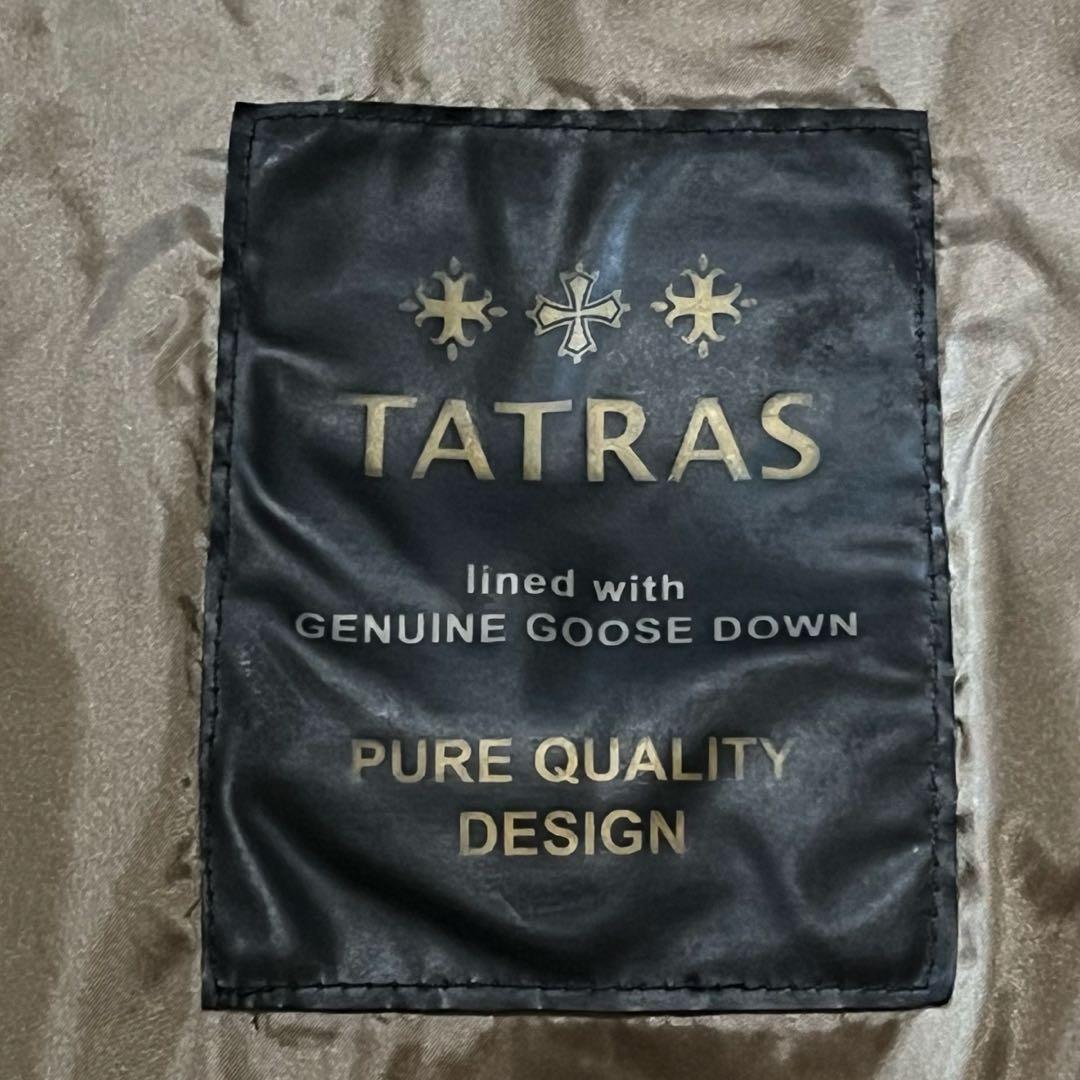 TATRAS
lined with
GENUINE GOOSE DOWN
PURE QUALITY
DESIGN